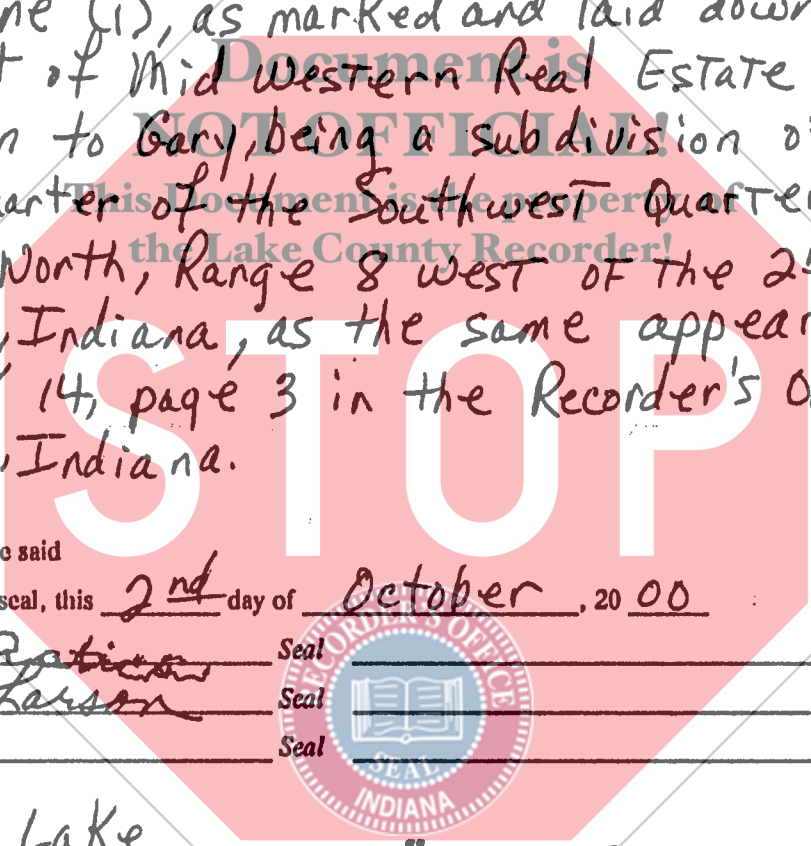 ne (1), as marked and laid down
t of Mid Western Real Estate
Document is
n to Gary, being a subdivision o
NOT OFFICIAL!
arter of the Southwest Quarter
This Document is the property of
the Lake County Recorder!
North, Range 8 west of the 2
, Indiana, as the same appear
STOP
14, page 3 in the Recorder's O
, Indiana.
e said
seal, this 2nd day of October, 20 00
Seal
Larson Seal
Seal
RECORDER'S OFFICE
SEAL
INDIANA
Lake